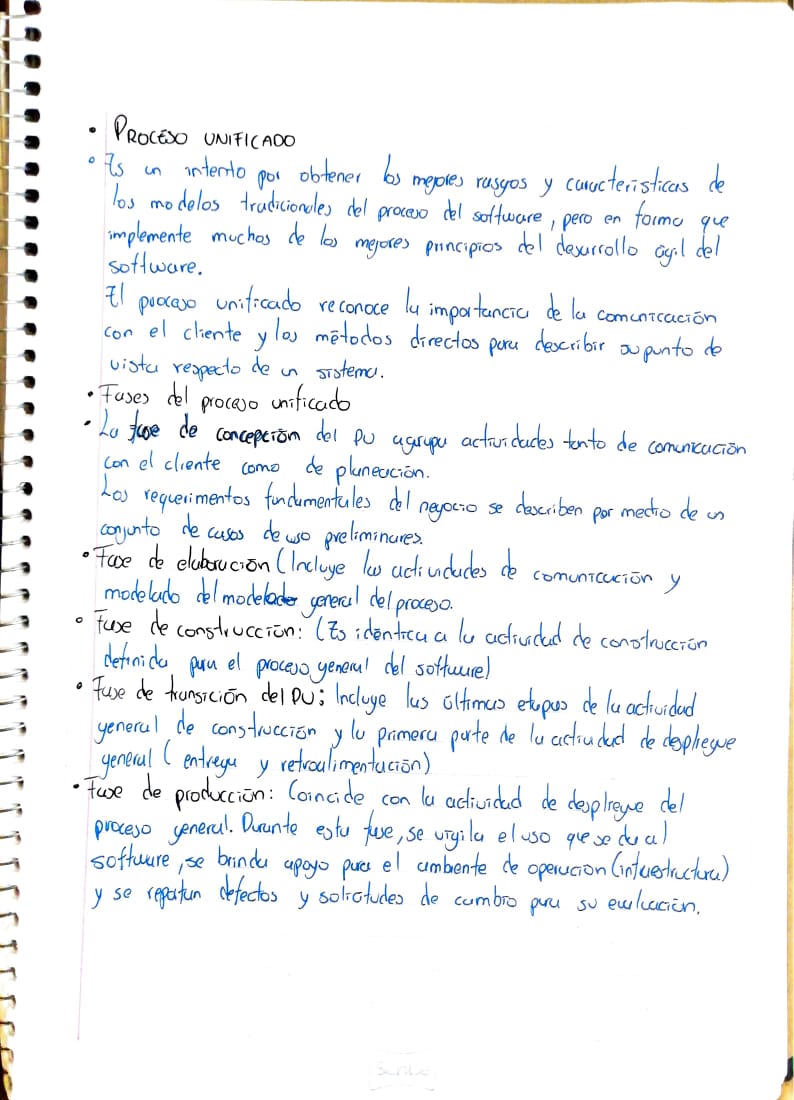 • PROCESO UNIFICADO
• Es un intento por obtener los mejores rasgos y características de
los modelos tradicionales del proceso del software, pero en forma que
implemente muchos de los mejores principios del desarrollo ágil del
software.
El proceso unificado reconoce la importancia de la comunicación
con el cliente y los métodos directos para describir su punto de
vista respecto de un sistema.
• Fases del proceso unificado
• La fase de concepción del PU agrupa actividades tanto de comunicación
con el cliente como de planeación.
Los requerimentos fundamentales del negocio se describen por medio de un
conjunto de casos de uso preliminares.
• Fase de elaboración (Incluye las actividades de comunicación y
modelado del modelado general del proceso.
• Fase de construcción: (Es identica a la actividad de construcción
definida para el proceso general del software)
• Fase de transición del PU; Incluye las últimas etapas de la actividad
general de construcción y la primera parte de la actividad de despliegue
general (entrega y retroalimentación)
• Fase de producción: Coincide con la actividad de despliegue del
proceso general. Durante esta fase, se vigila el uso que se da al
software, se brinda apoyo para el ambiente de operación (infraestructura)
y se reportan defectos y solicitudes de cambio para su evaluación.